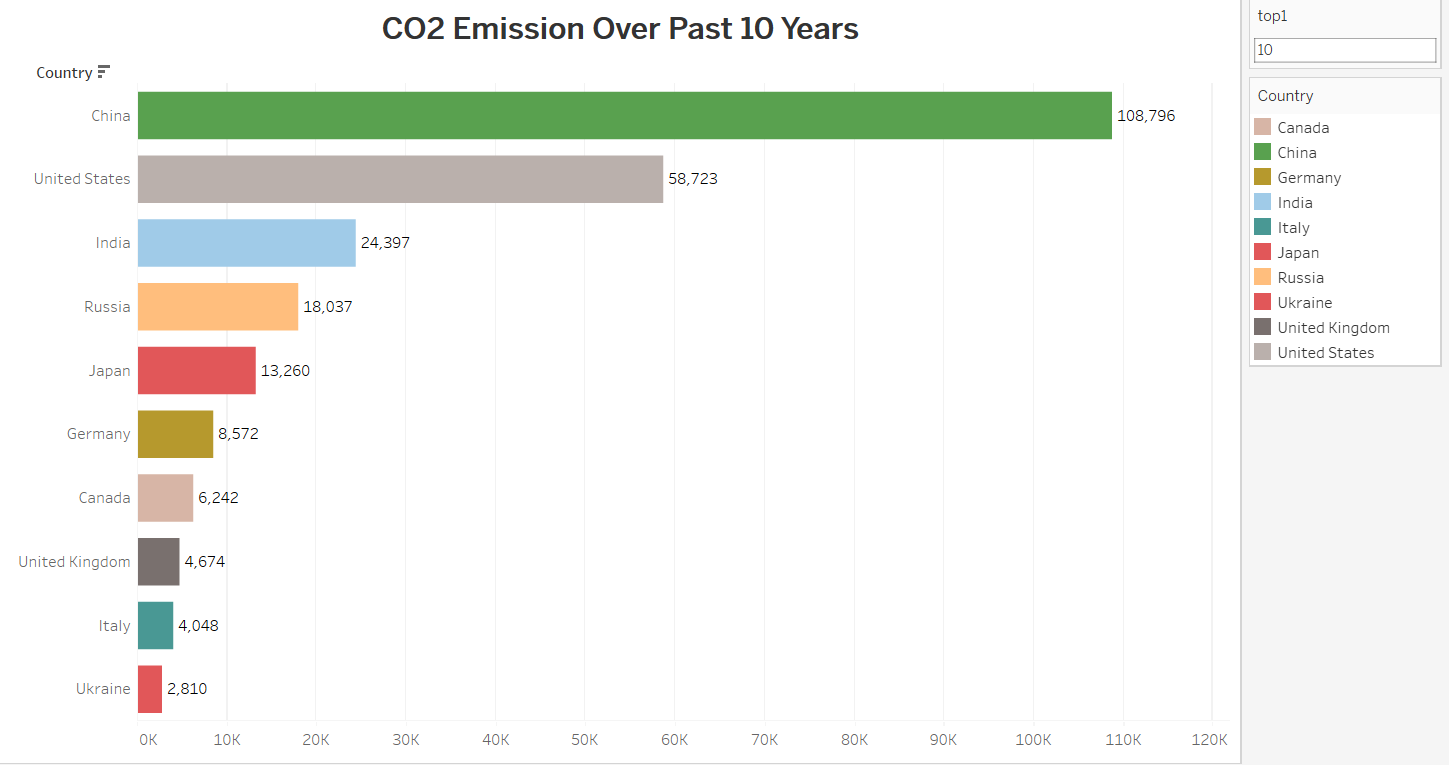 CO2 Emission Over Past 10 Years
Country
China 108,796
United States 58,723
India 24,397
Russia 18,037
Japan 13,260
Germany 8,572
Canada 6,242
United Kingdom 4,674
Italy 4,048
Ukraine 2,810
0K 10K 20K 30K 40K 50K 60K 70K 80K 90K 100K 110K 120K
top1
10
Country
Canada
China
Germany
India
Italy
Japan
Russia
Ukraine
United Kingdom
United States